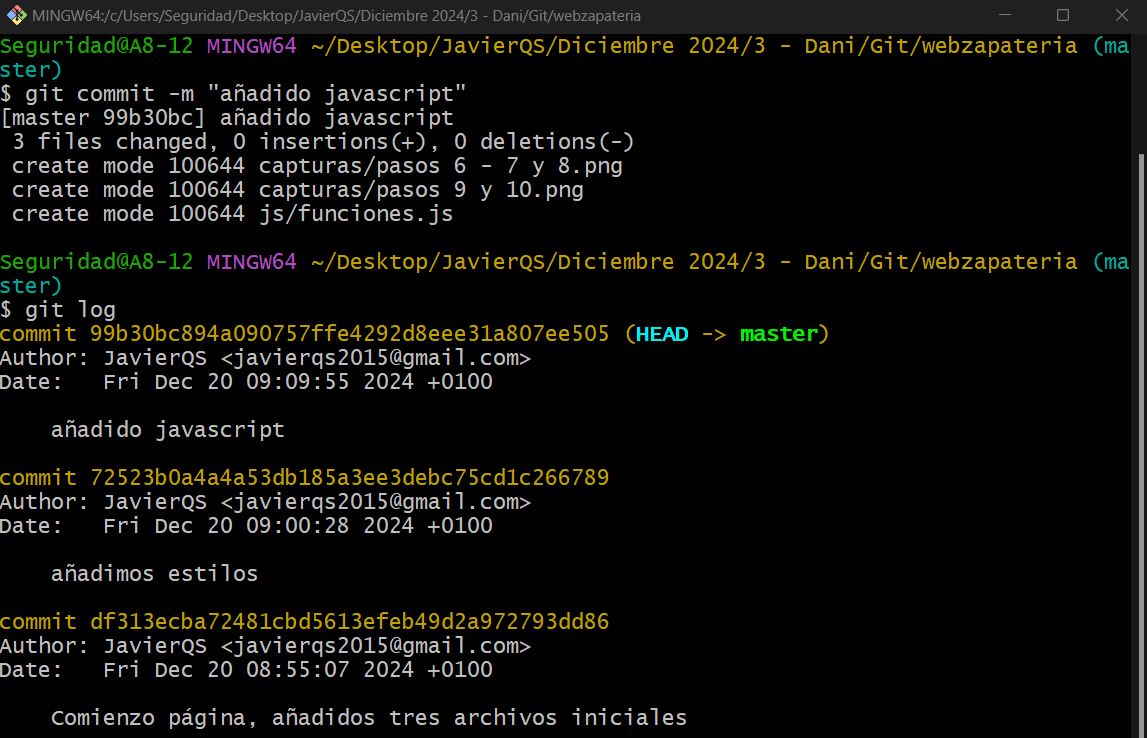 MINGW64:/c/Users/Seguridad/Desktop/JavierQS/Diciembre 2024/3 - Dani/Git/webzapateria
Seguridad@A8-12 MINGW64 ~/Desktop/JavierQS/Diciembre 2024/3 - Dani/Git/webzapateria (ma
ster)
$ git commit -m "añadido javascript"
[master 99b30bc] añadido javascript
 3 files changed, 0 insertions(+), 0 deletions(-)
 create mode 100644 capturas/pasos 6 - 7 y 8.png
 create mode 100644 capturas/pasos 9 y 10.png
 create mode 100644 js/funciones.js
Seguridad@A8-12 MINGW64 ~/Desktop/JavierQS/Diciembre 2024/3 - Dani/Git/webzapateria (ma
ster)
$ git log
commit 99b30bc894a090757ffe4292d8eee31a807ee505 (HEAD -> master)
Author: JavierQS <javierqs2015@gmail.com>
Date:   Fri Dec 20 09:09:55 2024 +0100
    añadido javascript
commit 72523b0a4a4a53db185a3ee3debc75cd1c266789
Author: JavierQS <javierqs2015@gmail.com>
Date:   Fri Dec 20 09:00:28 2024 +0100
    añadimos estilos
commit df313ecba72481cbd5613efeb49d2a972793dd86
Author: JavierQS <javierqs2015@gmail.com>
Date:   Fri Dec 20 08:55:07 2024 +0100
    Comienzo página, añadidos tres archivos iniciales